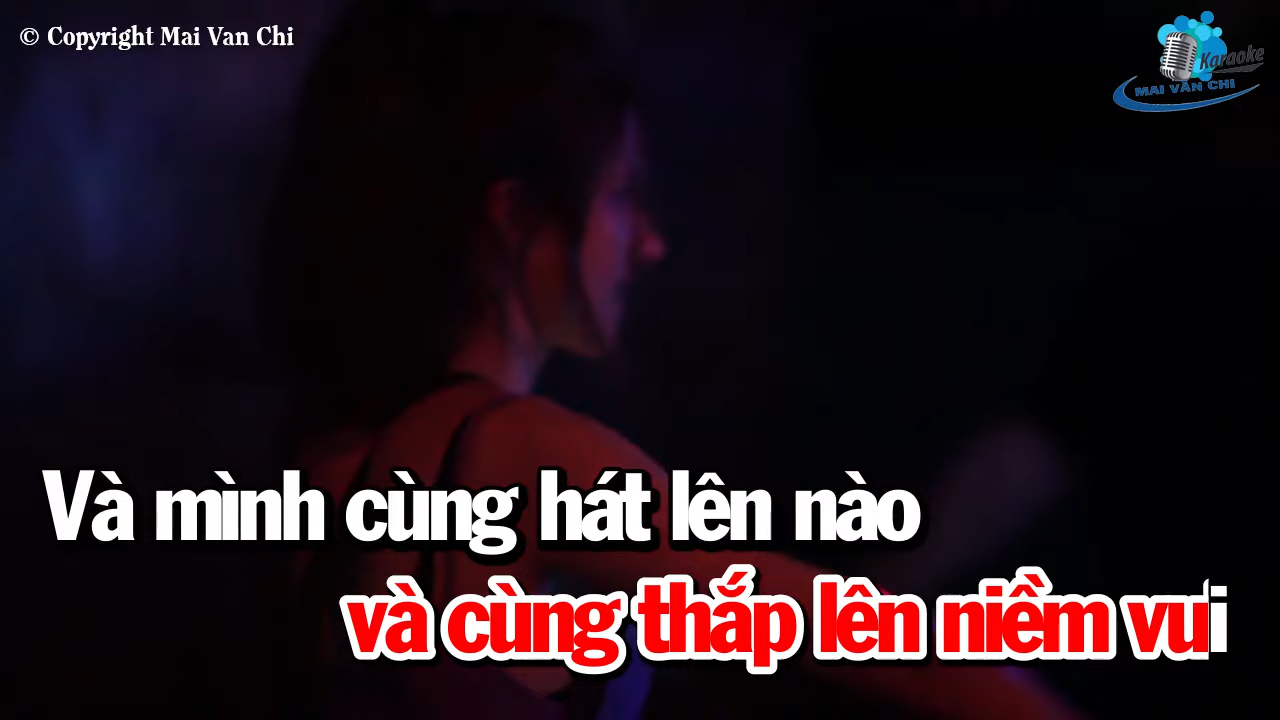 © Copyright Mai Van Chi
Karaoke
MAI VĂN CHI
Và mình cùng hát lên nào
và cùng thắp lên niềm vui